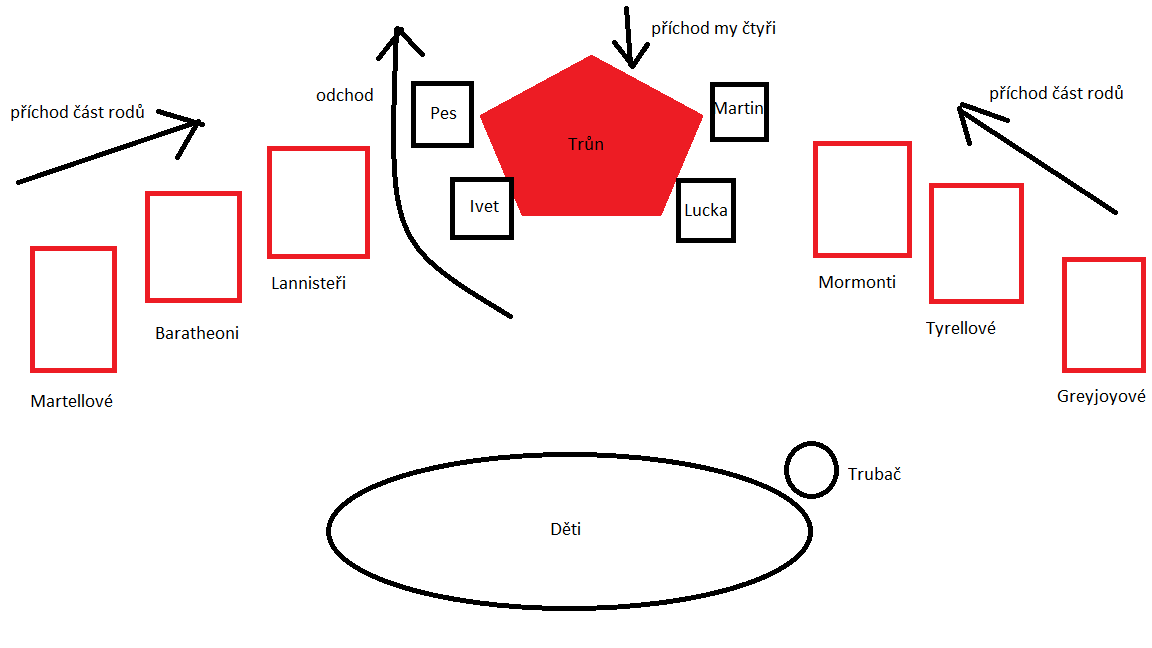 příchod my čtyři
příchod část rodů
odchod
Pes
Martin
příchod část rodů
Trůn
Ivet
Lucka
Lannisteři
Mormonti
Baratheoni
Tyrellové
Martellové
Greyjoyové
Trubač
Děti